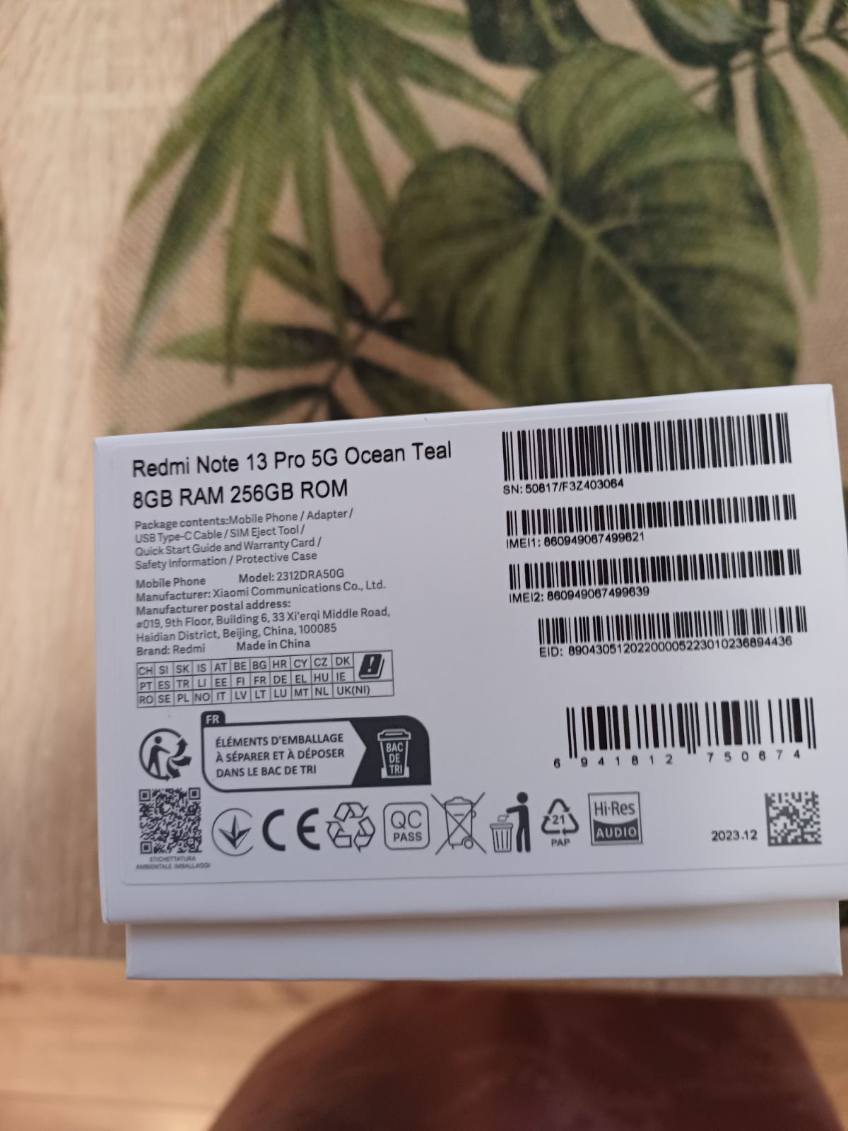 Redmi Note 13 Pro 5G Ocean Teal
8GB RAM 256GB ROM
Package contents:Mobile Phone / Adapter /
USB Type-C Cable / SIM Eject Tool /
Quick Start Guide and Warranty Card /
Safety Information / Protective Case
Mobile Phone Model: 2312DRA50G
Manufacturer: Xiaomi Communications Co., Ltd.
Manufacturer postal address:
#019, 9th Floor, Building 6, 33 Xi'erqi Middle Road,
Haidian District, Beijing, China, 100085
Brand: Redmi Made in China
CH SI SK IS AT BE BG HR CY CZ DK
PT ES TR LI EE FI FR DE EL HU IE
RO SE PL NO IT LV LT LU MT NL UK(NI)
SN: 50817/F3Z403064
IMEI1: 860949067499621
IMEI2: 860949067499639
EID: 89043051202200005223010236894436
6 941812 750674
FR
ÉLÉMENTS D'EMBALLAGE
À SÉPARER ET À DÉPOSER
DANS LE BAC DE TRI
BAC
DE
TRI
ETICHETTATURA
AMBIENTALE IMBALLAGGI
CE
QC
PASS
21
PAP
Hi-Res
AUDIO
2023.12